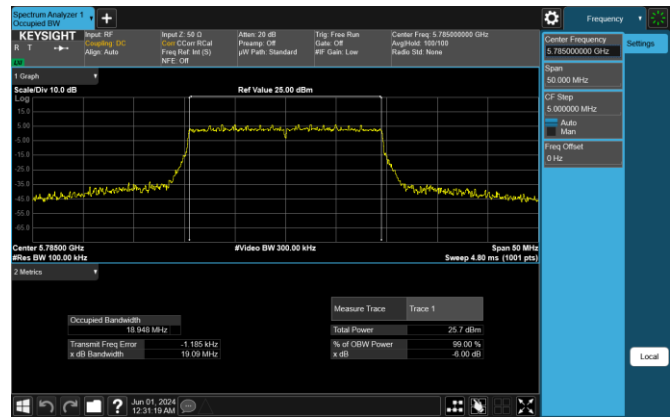 Spectrum Analyzer 1
Occupied BW
Frequency
KEYSIGHT
R T
LM
Input: RF
Coupling: DC
Align: Auto
Input Z: 50 Ω
Corr CCorr RCal
Freq Ref: Int (S)
NFE: Off
Atten: 20 dB
Preamp: Off
µW Path: Standard
Trig: Free Run
Gate: Off
#IF Gain: Low
Center Freq: 5.785000000 GHz
Avg|Hold: 100/100
Radio Std: None
Center Frequency
5.785000000 GHz
Settings
Span
50.000 MHz
CF Step
5.000000 MHz
Auto
Man
Freq Offset
0 Hz
1 Graph
Scale/Div 10.0 dB
Ref Value 25.00 dBm
Log
15.0
5.00
-5.00
-15.0
-25.0
-35.0
-45.0
-55.0
-65.0
Center 5.78500 GHz
#Video BW 300.00 kHz
Span 50 MHz
#Res BW 100.00 kHz
Sweep 4.80 ms (1001 pts)
2 Metrics
Measure Trace Trace 1
Occupied Bandwidth
18.948 MHz
Total Power 25.7 dBm
Transmit Freq Error -1.185 kHz
% of OBW Power 99.00 %
x dB Bandwidth 19.09 MHz
x dB -6.00 dB
Local
?
Jun 01, 2024
12:31:19 AM